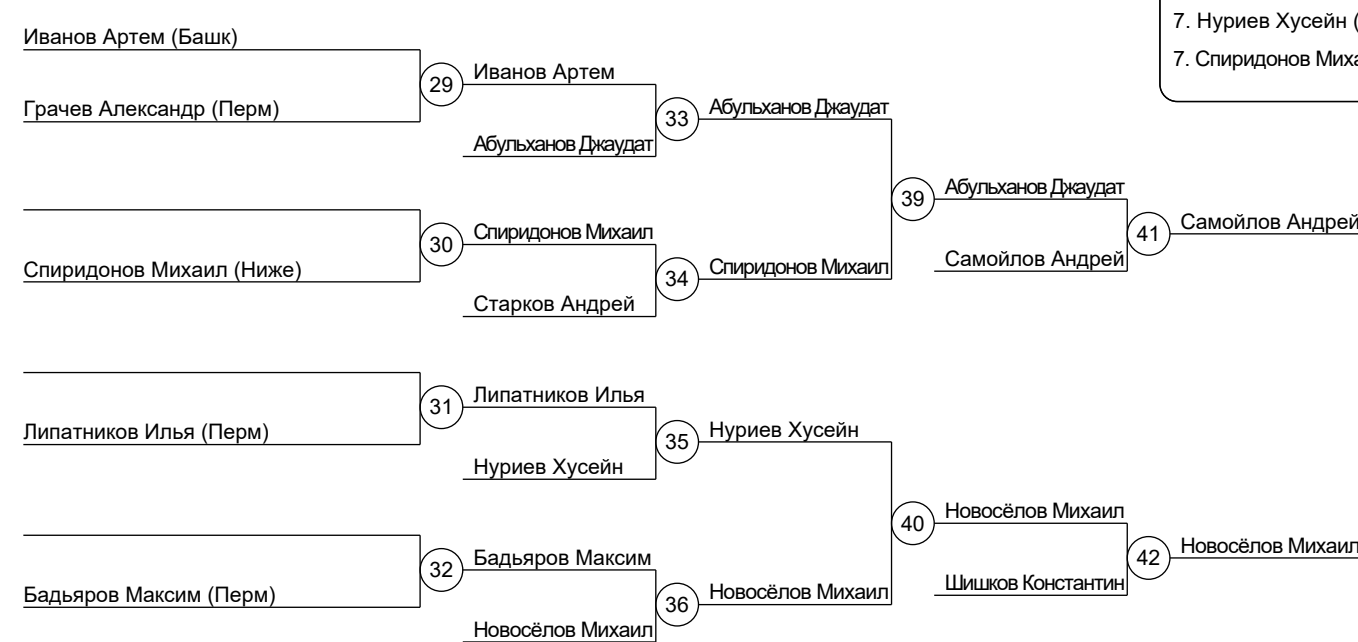 7. Нуриев Хусейн (
Иванов Артем (Башк)
7. Спиридонов Миха
29
Иванов Артем
Грачев Александр (Перм)
33
Абульханов Джаудат
Абульханов Джаудат
39
Абульханов Джаудат
30
Спиридонов Михаил
41
Самойлов Андрей
Спиридонов Михаил (Ниже)
34
Спиридонов Михаил
Самойлов Андрей
Старков Андрей
31
Липатников Илья
Липатников Илья (Перм)
35
Нуриев Хусейн
Нуриев Хусейн
40
Новосёлов Михаил
32
Бадьяров Максим
42
Новосёлов Михаил
Бадьяров Максим (Перм)
36
Новосёлов Михаил
Шишков Константин
Новосёлов Михаил